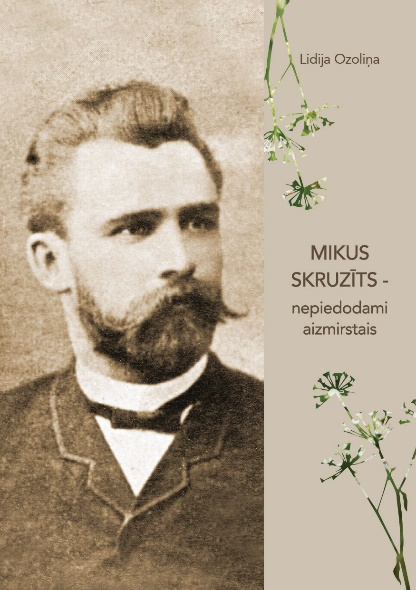 Lidija Ozoliņa
MIKUS
SKRUZĪTS -
nepiedodami
aizmirstais